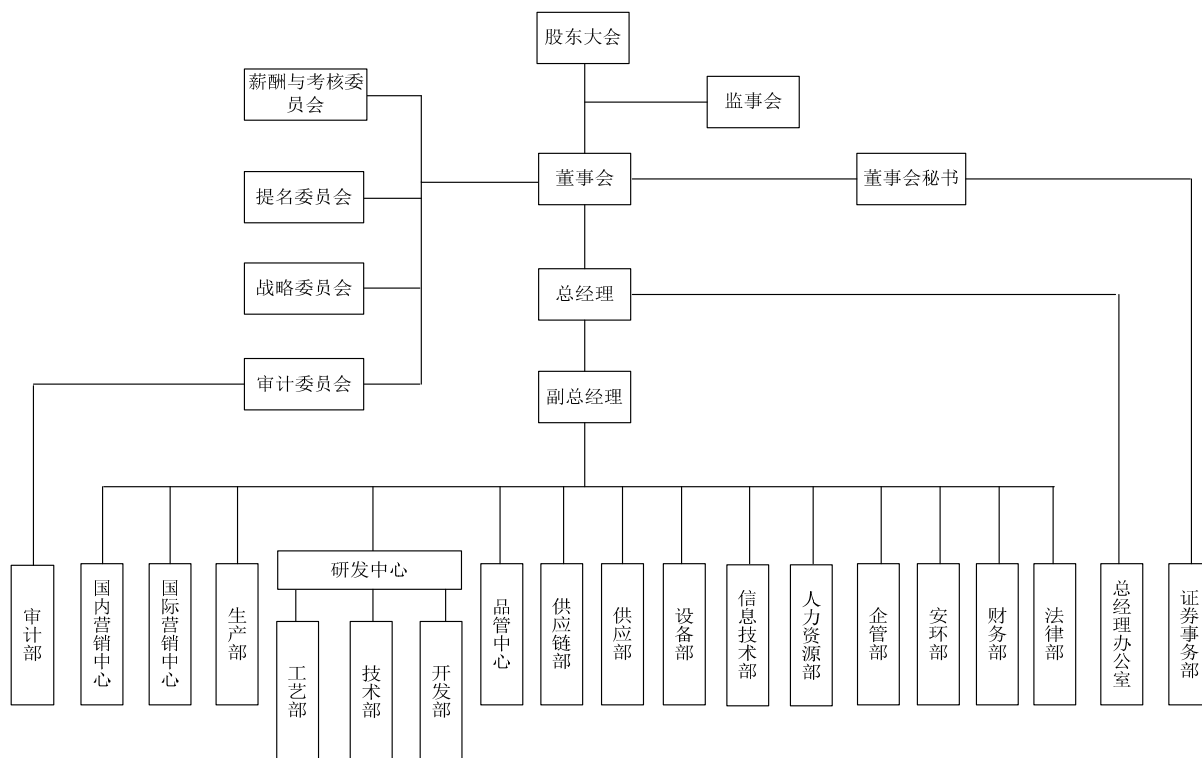 股东大会
薪酬与考核委
员会
监事会
提名委员会
董事会
董事会秘书
战略委员会
总经理
审计委员会
副总经理
研发中心
审计部
国内营销中心
国际营销中心
生产部
工艺部
技术部
开发部
品管中心
供应链部
供应部
设备部
信息技术部
人力资源部
企管部
安环部
财务部
法律部
总经理办公室
证券事务部